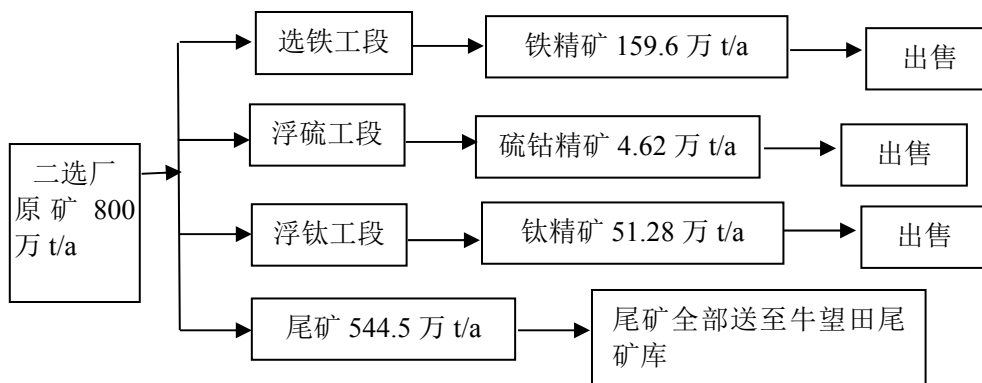 选铁工段
铁精矿 159.6 万 t/a
出售
浮硫工段
硫钴精矿 4.62 万 t/a
出售
二选厂
原 矿 800
万 t/a
浮钛工段
钛精矿 51.28 万 t/a
出售
尾矿 544.5 万 t/a
尾矿全部送至牛望田尾
矿库